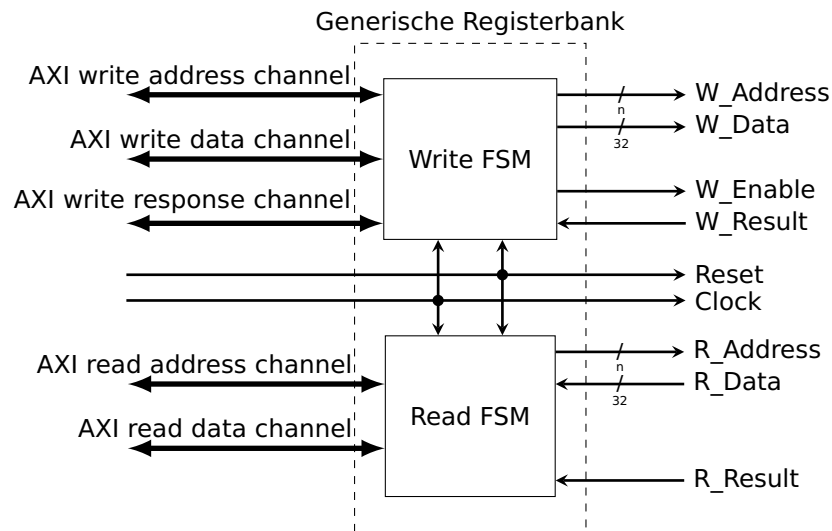 Generische Registerbank
AXI write address channel
W_Address
n
AXI write data channel
W_Data
32
Write FSM
AXI write response channel
W_Enable
W_Result
Reset
Clock
AXI read address channel
R_Address
n
R_Data
32
Read FSM
AXI read data channel
R_Result